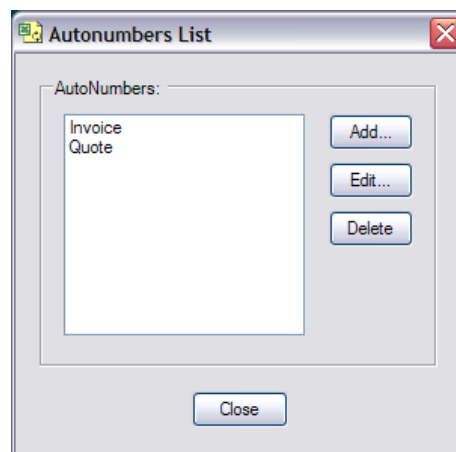 Autonumbers List
AutoNumbers:
Invoice
Quote
Add...
Edit...
Delete
Close